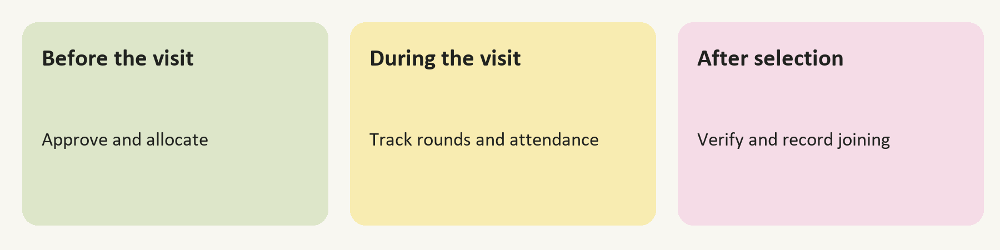 Before the visit
Approve and allocate
During the visit
Track rounds and attendance
After selection
Verify and record joining